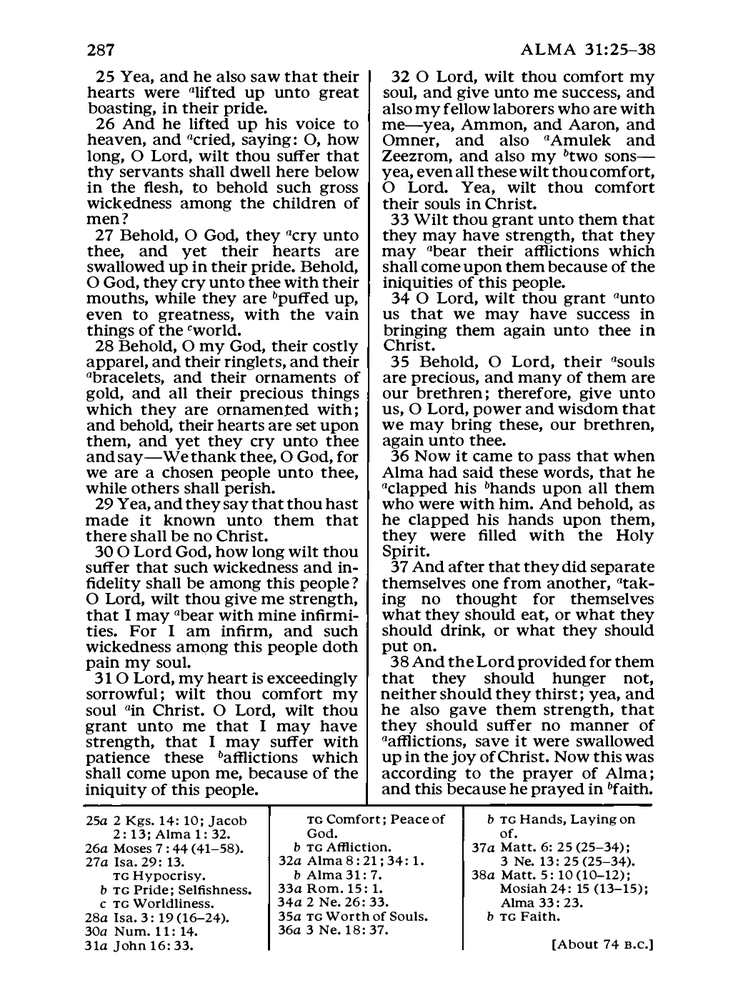 287
ALMA 31:25–38
25 Yea, and he also saw that their
hearts were alifted up unto great
boasting, in their pride.
26 And he lifted up his voice to
heaven, and acried, saying: O, how
long, O Lord, wilt thou suffer that
thy servants shall dwell here below
in the flesh, to behold such gross
wickedness among the children of
men?
27 Behold, O God, they acry unto
thee, and yet their hearts are
swallowed up in their pride. Behold,
O God, they cry unto thee with their
mouths, while they are bpuffed up,
even to greatness, with the vain
things of the cworld.
28 Behold, O my God, their costly
apparel, and their ringlets, and their
abracelets, and their ornaments of
gold, and all their precious things
which they are ornamented with;
and behold, their hearts are set upon
them, and yet they cry unto thee
and say—We thank thee, O God, for
we are a chosen people unto thee,
while others shall perish.
29 Yea, and they say that thou hast
made it known unto them that
there shall be no Christ.
30 O Lord God, how long wilt thou
suffer that such wickedness and in-
fidelity shall be among this people?
O Lord, wilt thou give me strength,
that I may abear with mine infirmi-
ties. For I am infirm, and such
wickedness among this people doth
pain my soul.
31 O Lord, my heart is exceedingly
sorrowful; wilt thou comfort my
soul ain Christ. O Lord, wilt thou
grant unto me that I may have
strength, that I may suffer with
patience these bafflictions which
shall come upon me, because of the
iniquity of this people.
32 O Lord, wilt thou comfort my
soul, and give unto me success, and
also my fellow laborers who are with
me—yea, Ammon, and Aaron, and
Omner, and also aAmulek and
Zeezrom, and also my btwo sons—
yea, even all these wilt thou comfort,
O Lord. Yea, wilt thou comfort
their souls in Christ.
33 Wilt thou grant unto them that
they may have strength, that they
may abear their afflictions which
shall come upon them because of the
iniquities of this people.
34 O Lord, wilt thou grant aunto
us that we may have success in
bringing them again unto thee in
Christ.
35 Behold, O Lord, their asouls
are precious, and many of them are
our brethren; therefore, give unto
us, O Lord, power and wisdom that
we may bring these, our brethren,
again unto thee.
36 Now it came to pass that when
Alma had said these words, that he
aclapped his bhands upon all them
who were with him. And behold, as
he clapped his hands upon them,
they were filled with the Holy
Spirit.
37 And after that they did separate
themselves one from another, atak-
ing no thought for themselves
what they should eat, or what they
should drink, or what they should
put on.
38 And the Lord provided for them
that they should hunger not,
neither should they thirst; yea, and
he also gave them strength, that
they should suffer no manner of
aafflictions, save it were swallowed
up in the joy of Christ. Now this was
according to the prayer of Alma;
and this because he prayed in bfaith.
25a 2 Kgs. 14: 10; Jacob
2: 13; Alma 1: 32.
26a Moses 7: 44 (41–58).
27a Isa. 29: 13.
TG Hypocrisy.
b TG Pride; Selfishness.
c TG Worldliness.
28a Isa. 3: 19 (16–24).
30a Num. 11: 14.
31a John 16: 33.
TG Comfort; Peace of
God.
b TG Affliction.
32a Alma 8: 21; 34: 1.
b Alma 31: 7.
33a Rom. 15: 1.
34a 2 Ne. 26: 33.
35a TG Worth of Souls.
36a 3 Ne. 18: 37.
b TG Hands, Laying on
of.
37a Matt. 6: 25 (25–34);
3 Ne. 13: 25 (25–34).
38a Matt. 5: 10 (10–12);
Mosiah 24: 15 (13–15);
Alma 33: 23.
b TG Faith.
[About 74 B.C.]